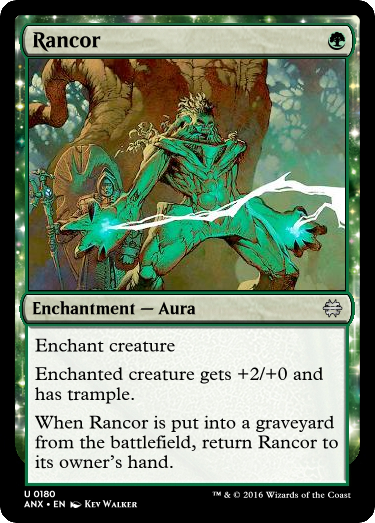 Rancor
Enchantment — Aura
Enchant creature
Enchanted creature gets +2/+0 and
has trample.
When Rancor is put into a graveyard
from the battlefield, return Rancor to
its owner's hand.
U 0180
ANX • EN Kev Walker
™ & © 2016 Wizards of the Coast